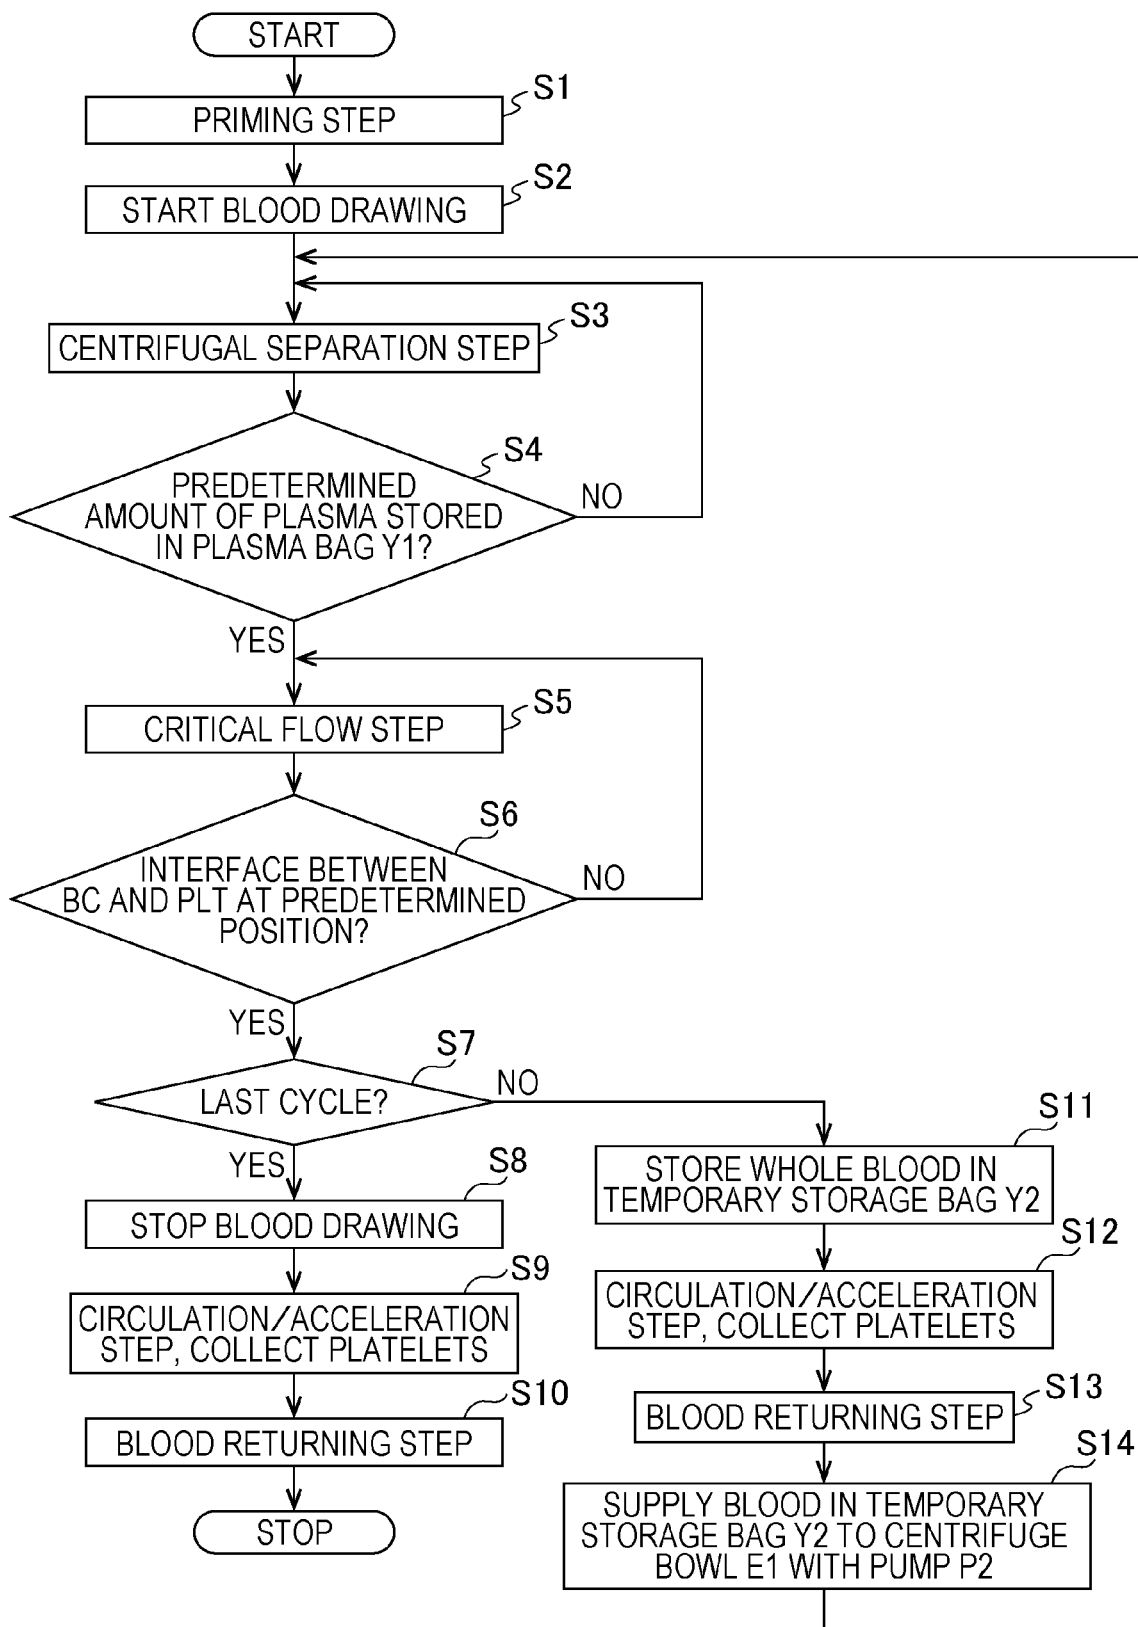 START
S1
PRIMING STEP
S2
START BLOOD DRAWING
S3
CENTRIFUGAL SEPARATION STEP
S4
PREDETERMINED
AMOUNT OF PLASMA STORED
IN PLASMA BAG Y1?
NO
YES
S5
CRITICAL FLOW STEP
S6
INTERFACE BETWEEN
BC AND PLT AT PREDETERMINED
POSITION?
NO
YES
S7
LAST CYCLE?
NO
YES
S8
STOP BLOOD DRAWING
S9
CIRCULATION/ACCELERATION
STEP, COLLECT PLATELETS
S10
BLOOD RETURNING STEP
STOP
S11
STORE WHOLE BLOOD IN
TEMPORARY STORAGE BAG Y2
S12
CIRCULATION/ACCELERATION
STEP, COLLECT PLATELETS
S13
BLOOD RETURNING STEP
S14
SUPPLY BLOOD IN TEMPORARY
STORAGE BAG Y2 TO CENTRIFUGE
BOWL E1 WITH PUMP P2